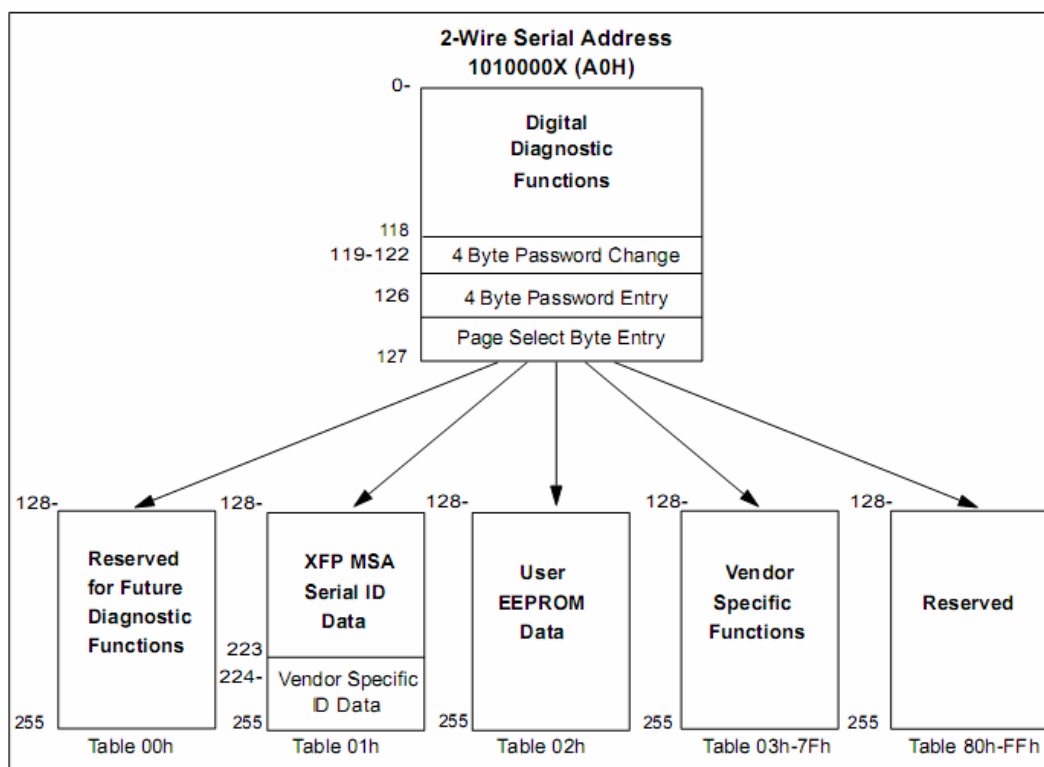 2-Wire Serial Address
1010000X (A0H)
0-
Digital
Diagnostic
Functions
118
119-122
4 Byte Password Change
126
4 Byte Password Entry
Page Select Byte Entry
127
128-
Reserved
for Future
Diagnostic
Functions
255
Table 00h
128-
XFP MSA
Serial ID
Data
223
224-
Vendor Specific
ID Data
255
Table 01h
128-
User
EEPROM
Data
255
Table 02h
128-
Vendor
Specific
Functions
255
Table 03h-7Fh
128-
Reserved
255
Table 80h-FFh